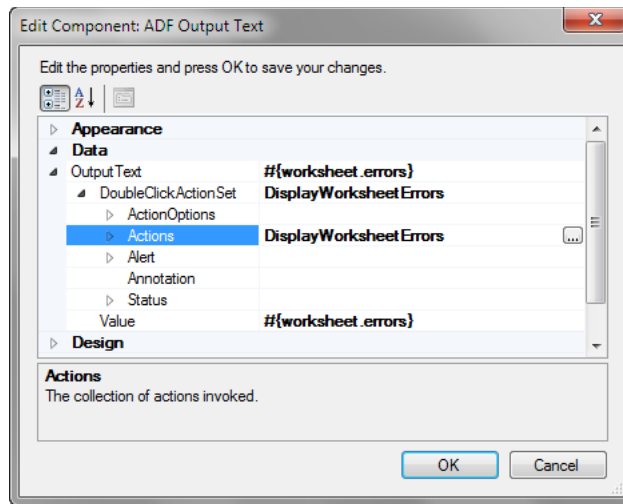 Edit Component: ADF Output Text
Edit the properties and press OK to save your changes.
Appearance
Data
OutputText #{worksheet.errors}
DoubleClickActionSet DisplayWorksheetErrors
ActionOptions
Actions DisplayWorksheetErrors ...
Alert
Annotation
Status
Value #{worksheet.errors}
Design
Actions
The collection of actions invoked.
OK Cancel